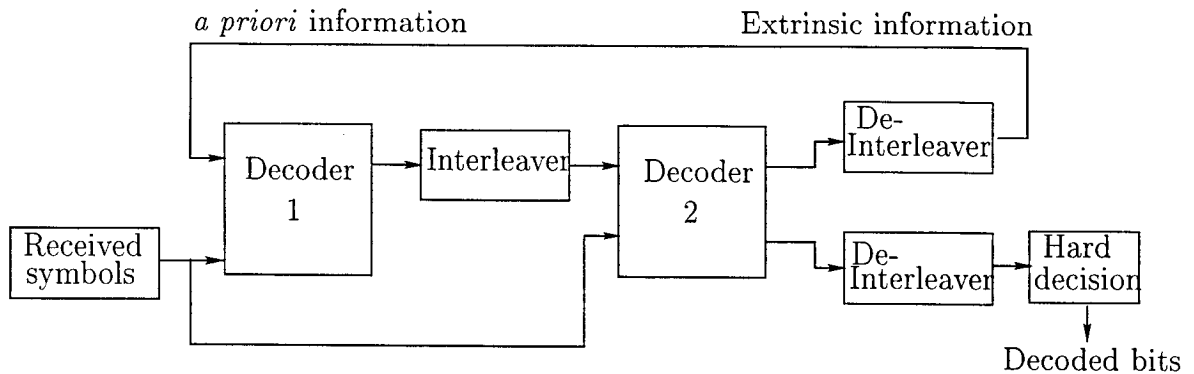 a priori information
Extrinsic information
De-
Interleaver
Decoder
1
Interleaver
Decoder
2
Received
symbols
De-
Interleaver
Hard
decision
Decoded bits